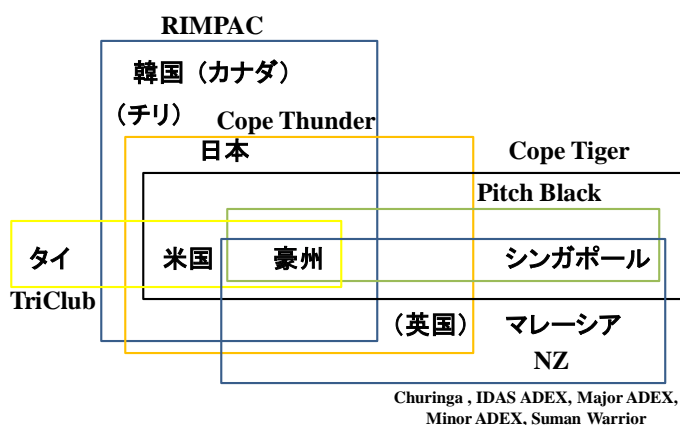 RIMPAC
韓国（カナダ）
（チリ）
Cope Thunder
日本
Cope Tiger
Pitch Black
タイ
米国
豪州
シンガポール
TriClub
（英国）
マレーシア
NZ
Churinga , IDAS ADEX, Major ADEX,
Minor ADEX, Suman Warrior